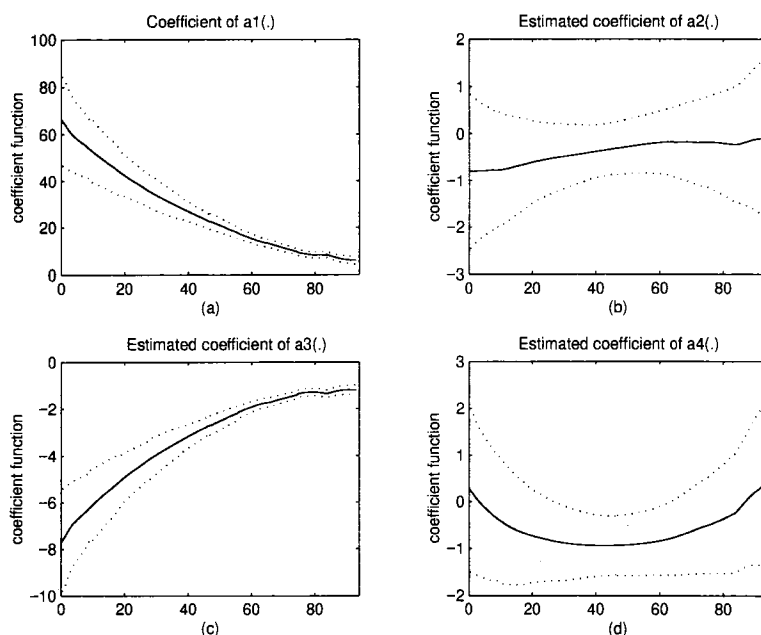 Coefficient of a1(.)
100
80
60
40
20
0
coefficient function
0 20 40 60 80
(a)
Estimated coefficient of a2(.)
2
1
0
−1
−2
−3
coefficient function
0 20 40 60 80
(b)
Estimated coefficient of a3(.)
0
−2
−4
−6
−8
−10
coefficient function
0 20 40 60 80
(c)
Estimated coefficient of a4(.)
3
2
1
0
−1
−2
coefficient function
0 20 40 60 80
(d)